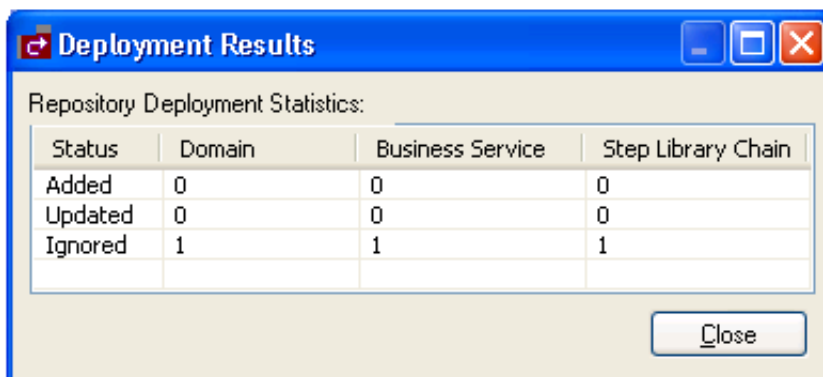 Deployment Results
Repository Deployment Statistics:
Status Domain Business Service Step Library Chain
Added 0 0 0
Updated 0 0 0
Ignored 1 1 1
Close